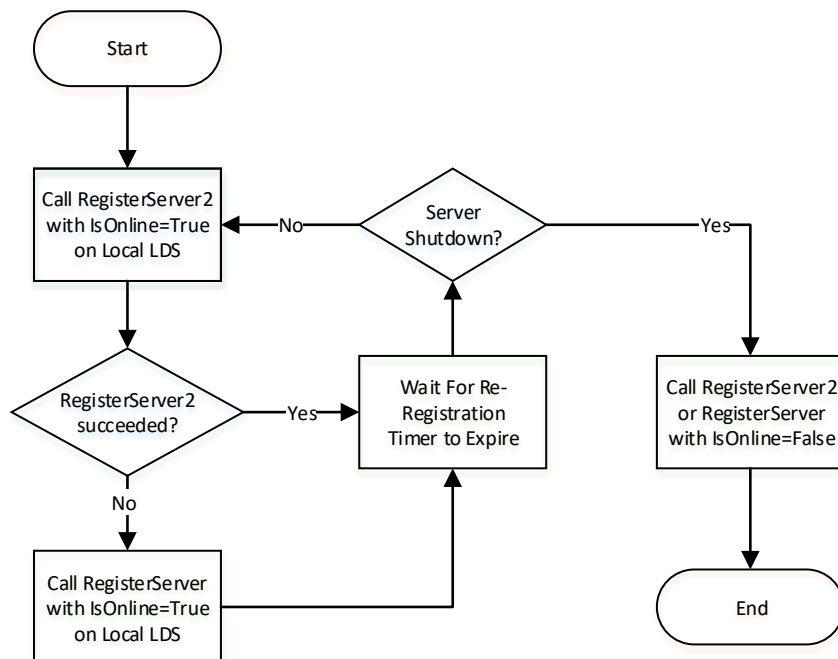 Start
Call RegisterServer2
with IsOnline=True
on Local LDS
No
Server
Shutdown?
Yes
RegisterServer2
succeeded?
Yes
Wait For Re-
Registration
Timer to Expire
Call RegisterServer2
or RegisterServer
with IsOnline=False
No
Call RegisterServer
with IsOnline=True
on Local LDS
End